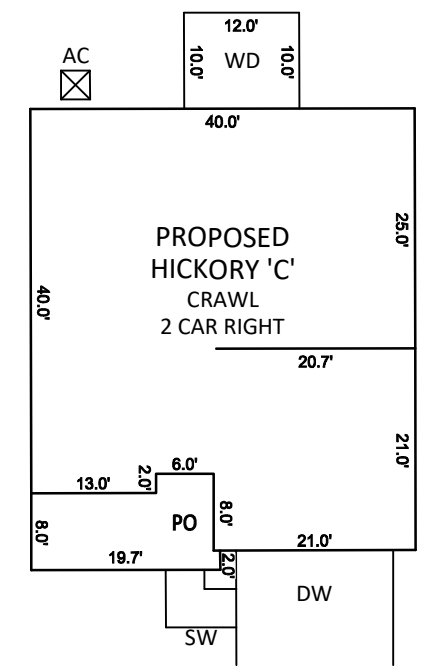 12.0'
AC
10.0'
WD
10.0'
40.0'
25.0'
PROPOSED
HICKORY 'C'
CRAWL
2 CAR RIGHT
40.0'
20.7'
21.0'
6.0'
2.0'
13.0'
8.0'
PO
8.0'
21.0'
19.7'
2.0'
DW
SW